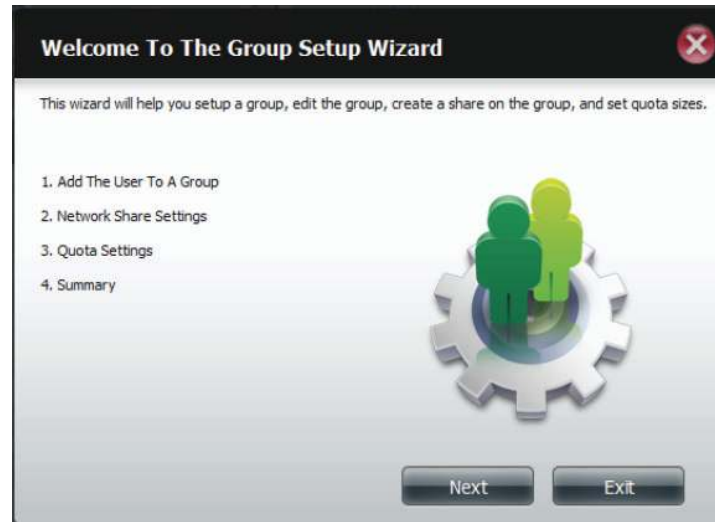 Welcome To The Group Setup Wizard
This wizard will help you setup a group, edit the group, create a share on the group, and set quota sizes.
1. Add The User To A Group
2. Network Share Settings
3. Quota Settings
4. Summary
Next
Exit